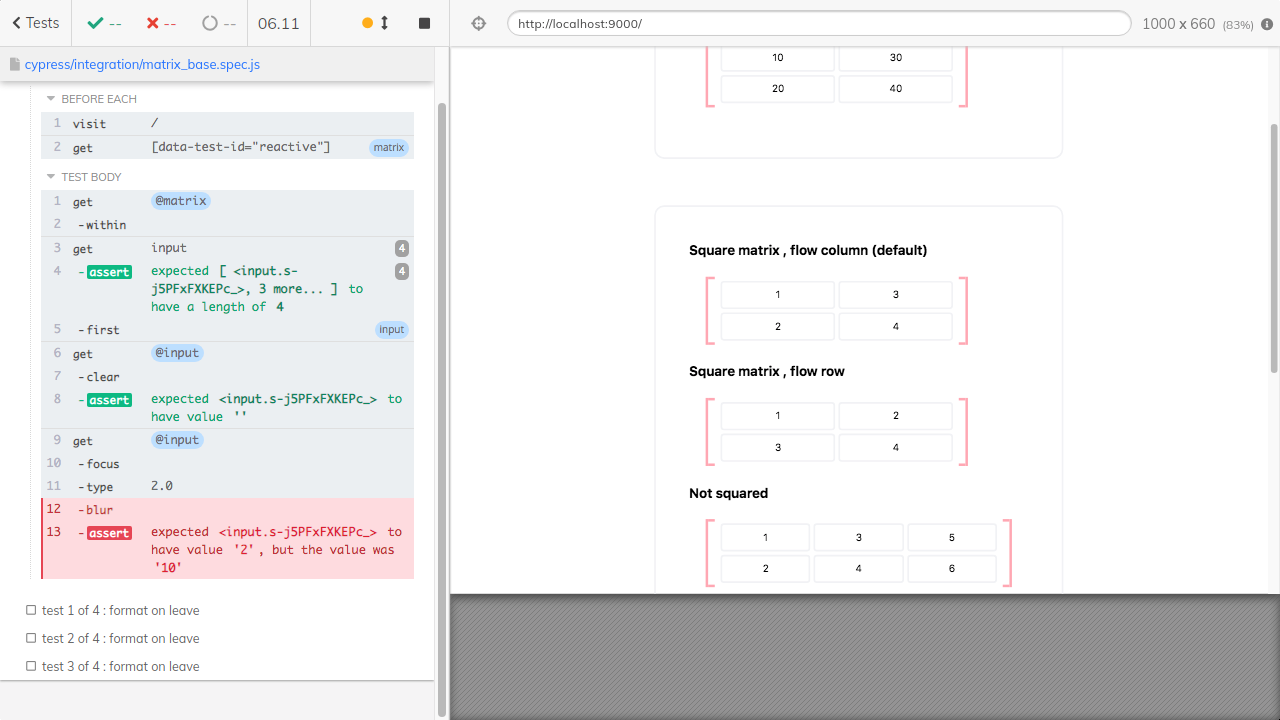 Tests
--
--
--
06.11
http://localhost:9000/
1000 x 660 (83%)
cypress/integration/matrix_base.spec.js
BEFORE EACH
1 visit /
2 get [data-test-id="reactive"] matrix
TEST BODY
1 get @matrix
2 -within
3 get input 4
4 -assert expected [ <input.s- 4
j5PFxFXKEPc_>, 3 more... ] to
have a length of 4
5 -first input
6 get @input
7 -clear
8 -assert expected <input.s-j5PFxFXKEPc_> to
have value ''
9 get @input
10 -focus
11 -type 2.0
12 -blur
13 -assert expected <input.s-j5PFxFXKEPc_> to
have value '2', but the value was
'10'
test 1 of 4 : format on leave
test 2 of 4 : format on leave
test 3 of 4 : format on leave
10 30
20 40
Square matrix , flow column (default)
1 3
2 4
Square matrix , flow row
1 2
3 4
Not squared
1 3 5
2 4 6